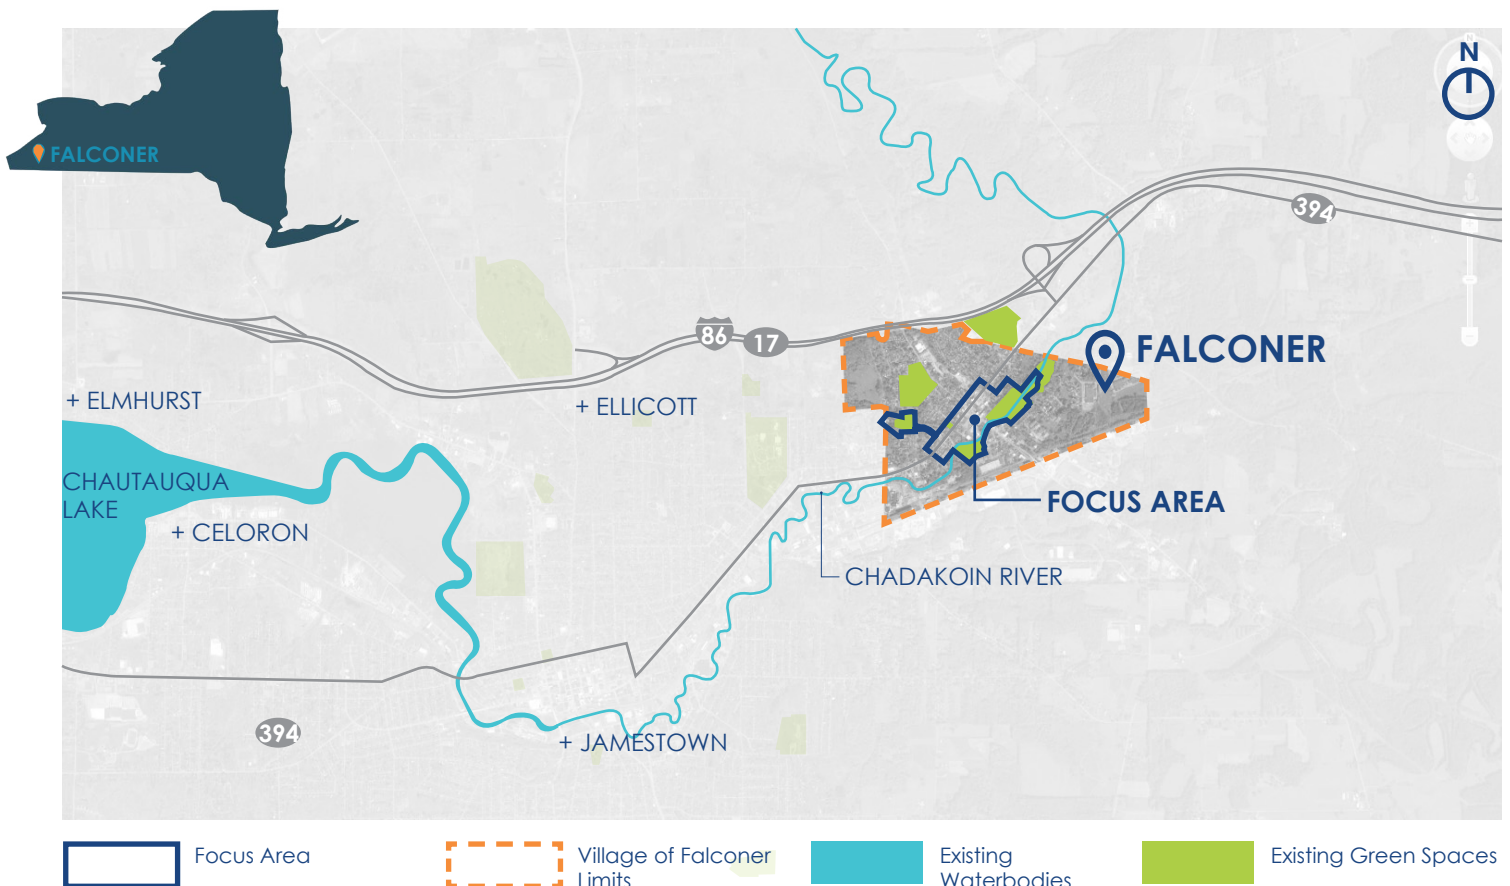 N
FALCONER
394
86
17
FALCONER
+ ELMHURST
+ ELLICOTT
CHAUTAUQUA
LAKE
FOCUS AREA
+ CELORON
CHADAKOIN RIVER
394
+ JAMESTOWN
Focus Area
Village of Falconer
Limits
Existing
Waterbodies
Existing Green Spaces